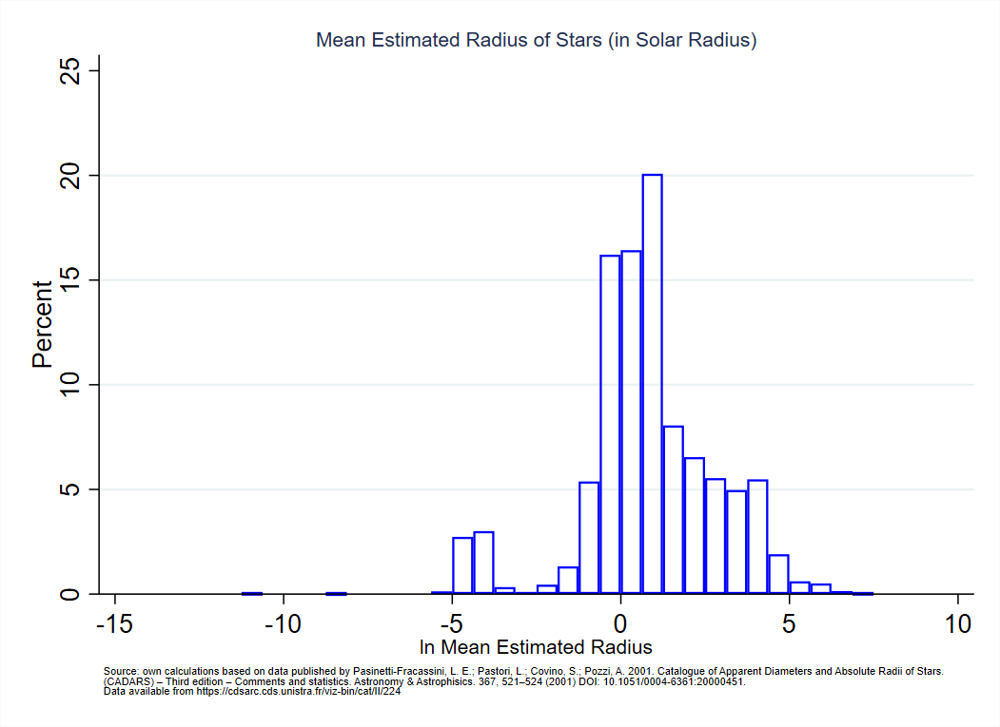 Mean Estimated Radius of Stars (in Solar Radius)
25
20
15
10
5
0
Percent
-15 -10 -5 0 5 10
ln Mean Estimated Radius
Source: own calculations based on data published by Pasinetti-Fracassini, L. E.; Pastori, L.; Covino, S.; Pozzi, A. 2001. Catalogue of Apparent Diameters and Absolute Radii of Stars.
(CADARS) – Third edition – Comments and statistics. Astronomy & Astrophisics. 367, 521–524 (2001) DOI: 10.1051/0004-6361:20000451.
Data available from https://cdsarc.cds.unistra.fr/viz-bin/cat/II/224